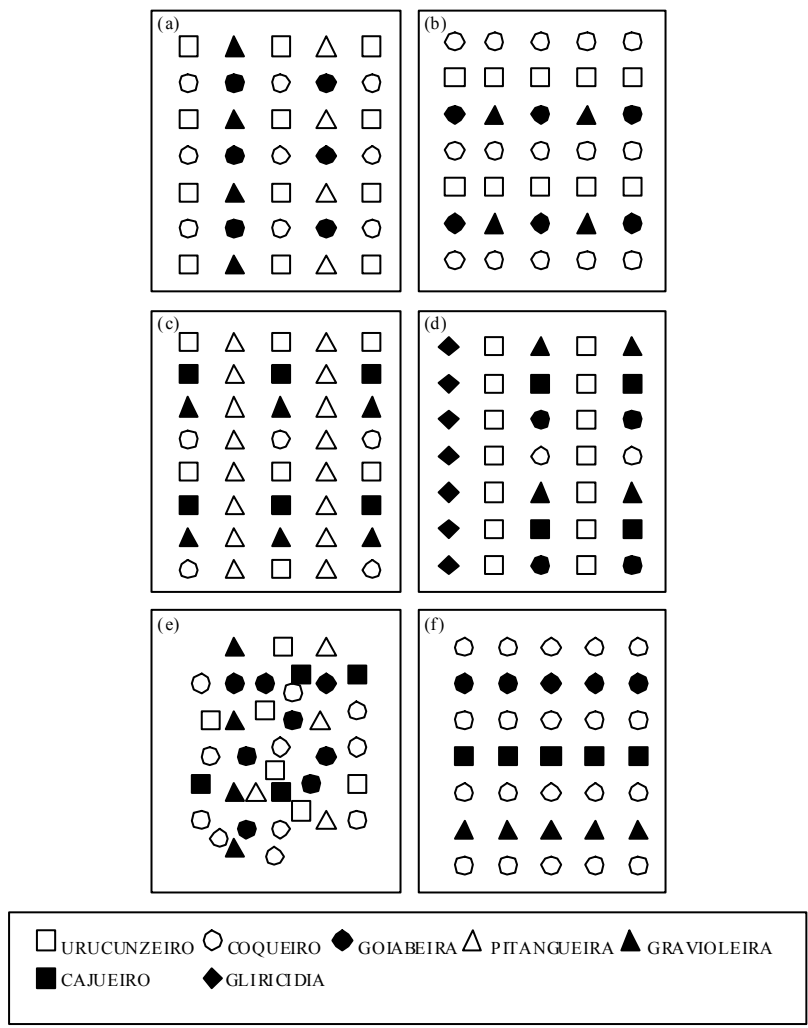 (a)
(b)
(c)
(d)
(e)
(f)
URUCUNZEIRO COQUEIRO GOIABEIRA PITANGUEIRA GRAVIOLEIRA
CAJUEIRO GLIRICIDIA